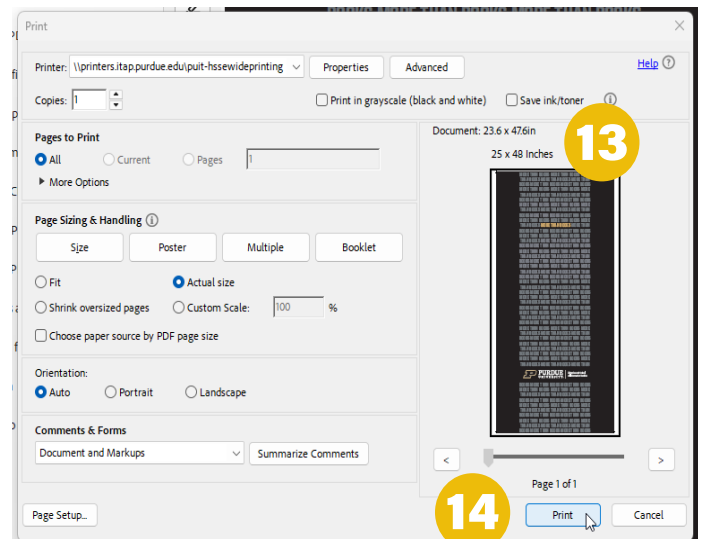 Print
Printer: \\printers.itap.purdue.edu\puit-hssewideprinting Properties Advanced Help
Copies: 1 Print in grayscale (black and white) Save ink/toner
Pages to Print
All Current Pages 1
More Options
Page Sizing & Handling
Size Poster Multiple Booklet
Fit Actual size
Shrink oversized pages Custom Scale: 100 %
Choose paper source by PDF page size
Orientation:
Auto Portrait Landscape
Comments & Forms
Document and Markups Summarize Comments
Page Setup...
Document: 23.6 x 47.6in
13
25 x 48 Inches
PURDUE
UNIVERSITY
< >
Page 1 of 1
14
Print Cancel